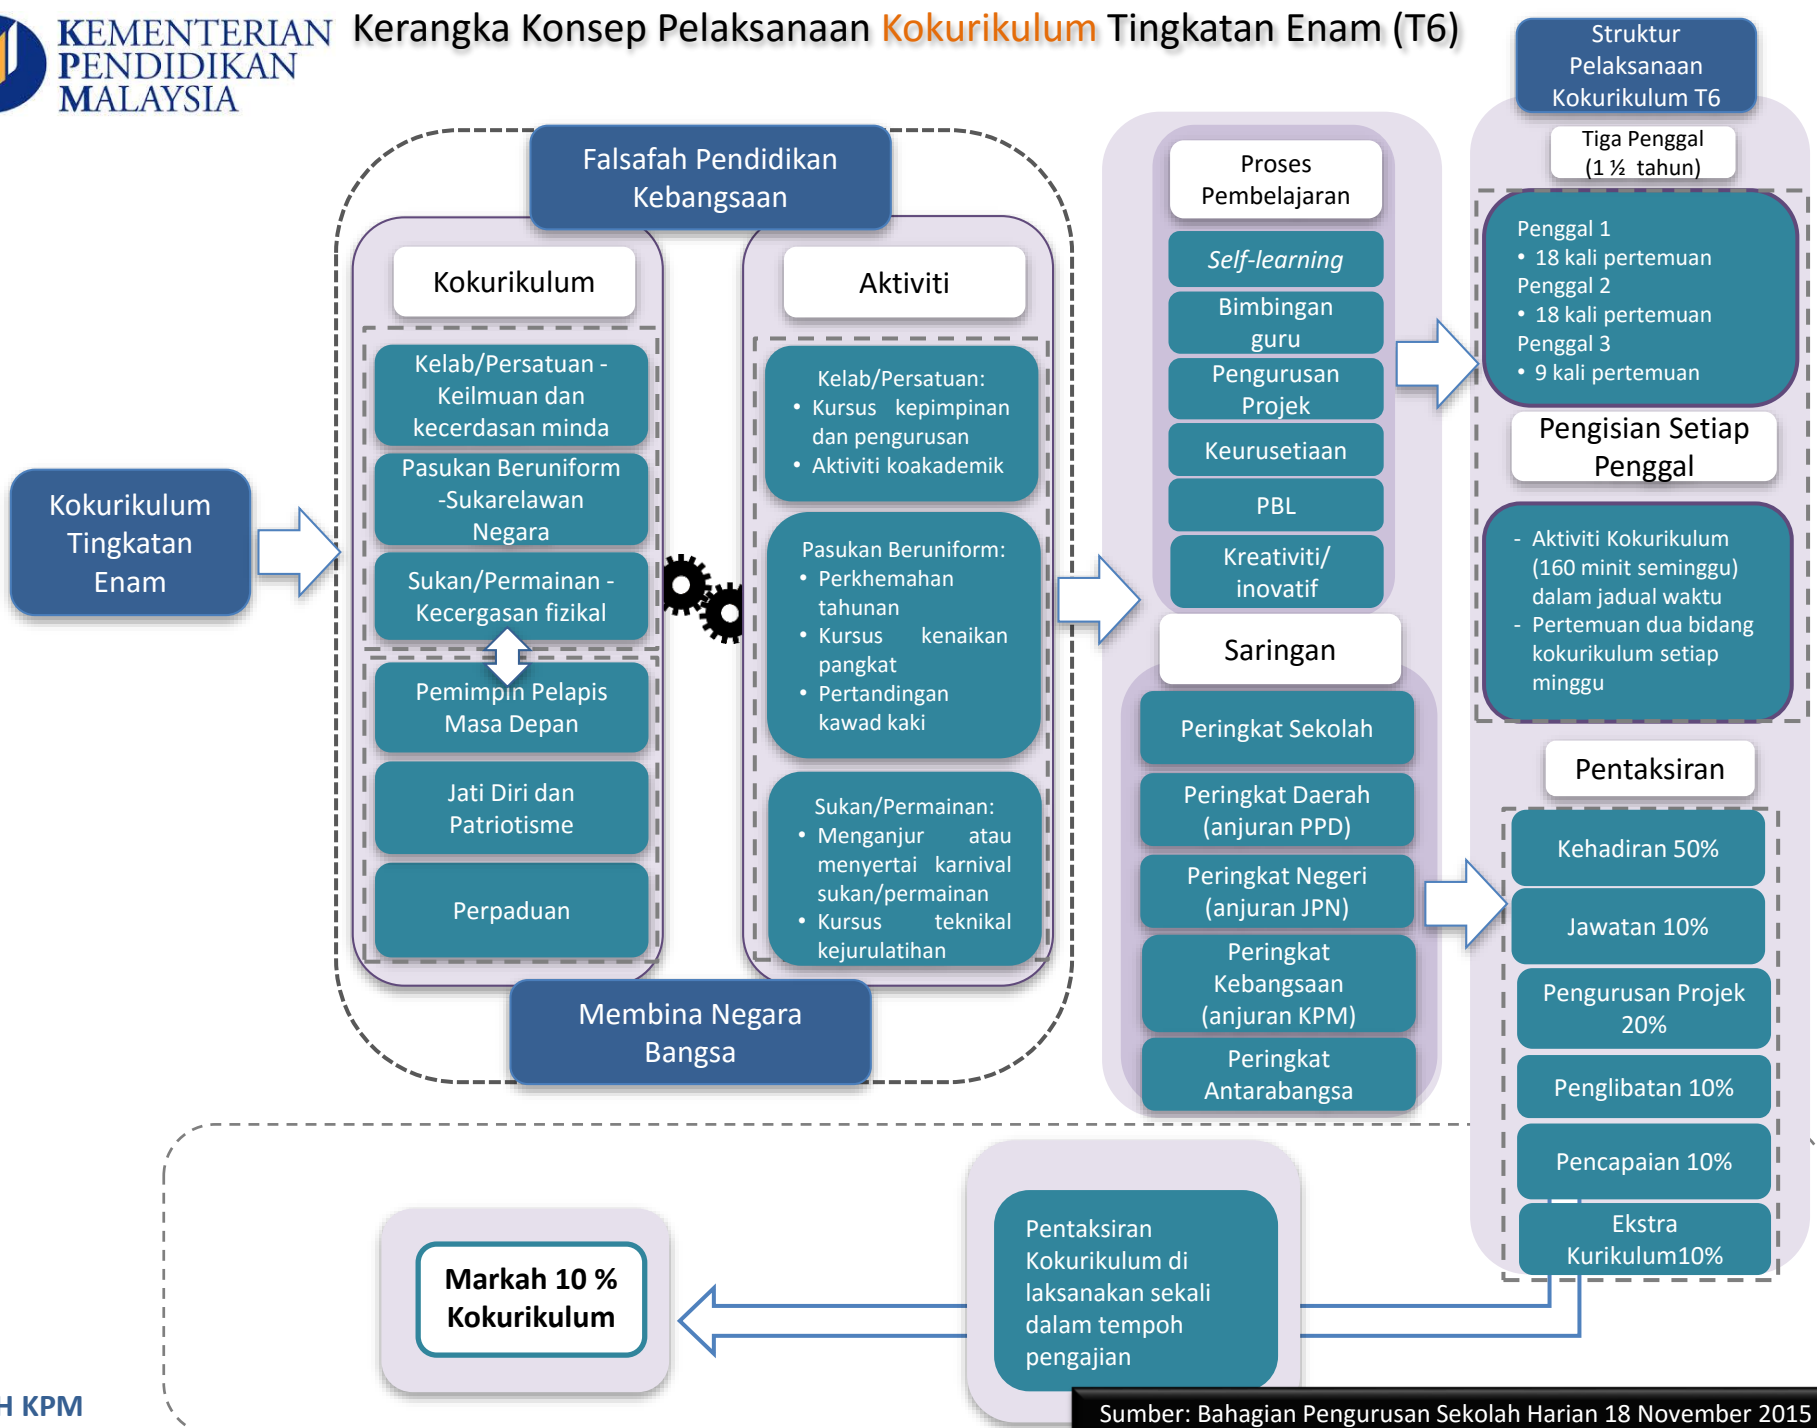 KEMENTERIAN
PENDIDIKAN
MALAYSIA
Kerangka Konsep Pelaksanaan Kokurikulum Tingkatan Enam (T6)
Kokurikulum
Tingkatan
Enam
Falsafah Pendidikan
Kebangsaan
Kokurikulum
Kelab/Persatuan -
Keilmuan dan
kecerdasan minda
Pasukan Beruniform
-Sukarelawan
Negara
Sukan/Permainan -
Kecergasan fizikal
Pemimpin Pelapis
Masa Depan
Jati Diri dan
Patriotisme
Perpaduan
Aktiviti
Kelab/Persatuan:
• Kursus kepimpinan
dan pengurusan
• Aktiviti koakademik
Pasukan Beruniform:
• Perkhemahan
tahunan
• Kursus kenaikan
pangkat
• Pertandingan
kawad kaki
Sukan/Permainan:
• Menganjur atau
menyertai karnival
sukan/permainan
• Kursus teknikal
kejurulatihan
Membina Negara
Bangsa
Proses
Pembelajaran
Self-learning
Bimbingan
guru
Pengurusan
Projek
Keurusetiaan
PBL
Kreativiti/
inovatif
Saringan
Peringkat Sekolah
Peringkat Daerah
(anjuran PPD)
Peringkat Negeri
(anjuran JPN)
Peringkat
Kebangsaan
(anjuran KPM)
Peringkat
Antarabangsa
Struktur
Pelaksanaan
Kokurikulum T6
Tiga Penggal
(1 ½ tahun)
Penggal 1
• 18 kali pertemuan
Penggal 2
• 18 kali pertemuan
Penggal 3
• 9 kali pertemuan
Pengisian Setiap
Penggal
- Aktiviti Kokurikulum
(160 minit seminggu)
dalam jadual waktu
- Pertemuan dua bidang
kokurikulum setiap
minggu
Pentaksiran
Kehadiran 50%
Jawatan 10%
Pengurusan Projek
20%
Penglibatan 10%
Pencapaian 10%
Ekstra
Kurikulum10%
Pentaksiran
Kokurikulum di
laksanakan sekali
dalam tempoh
pengajian
Markah 10 %
Kokurikulum
H KPM
Sumber: Bahagian Pengurusan Sekolah Harian 18 November 2015